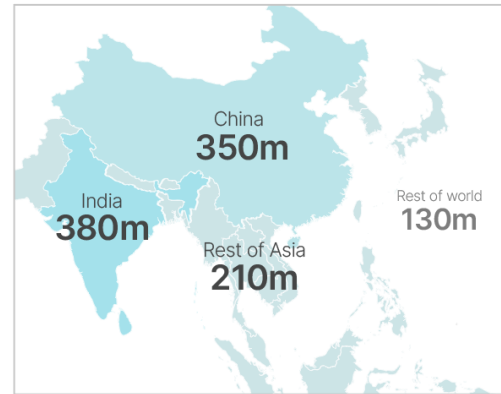 China
350m
India
380m
Rest of Asia
210m
Rest of world
130m